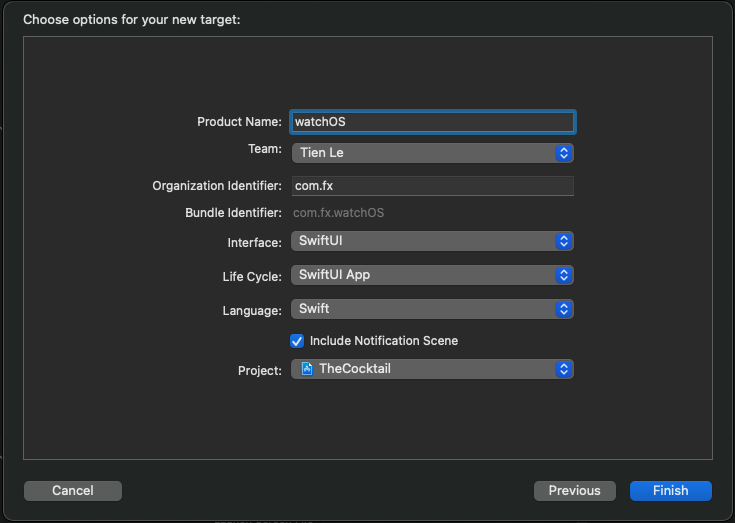 Choose options for your new target:
Product Name: watchOS
Team: Tien Le
Organization Identifier: com.fx
Bundle Identifier: com.fx.watchOS
Interface: SwiftUI
Life Cycle: SwiftUI App
Language: Swift
Include Notification Scene
Project: TheCocktail
Cancel Previous Finish